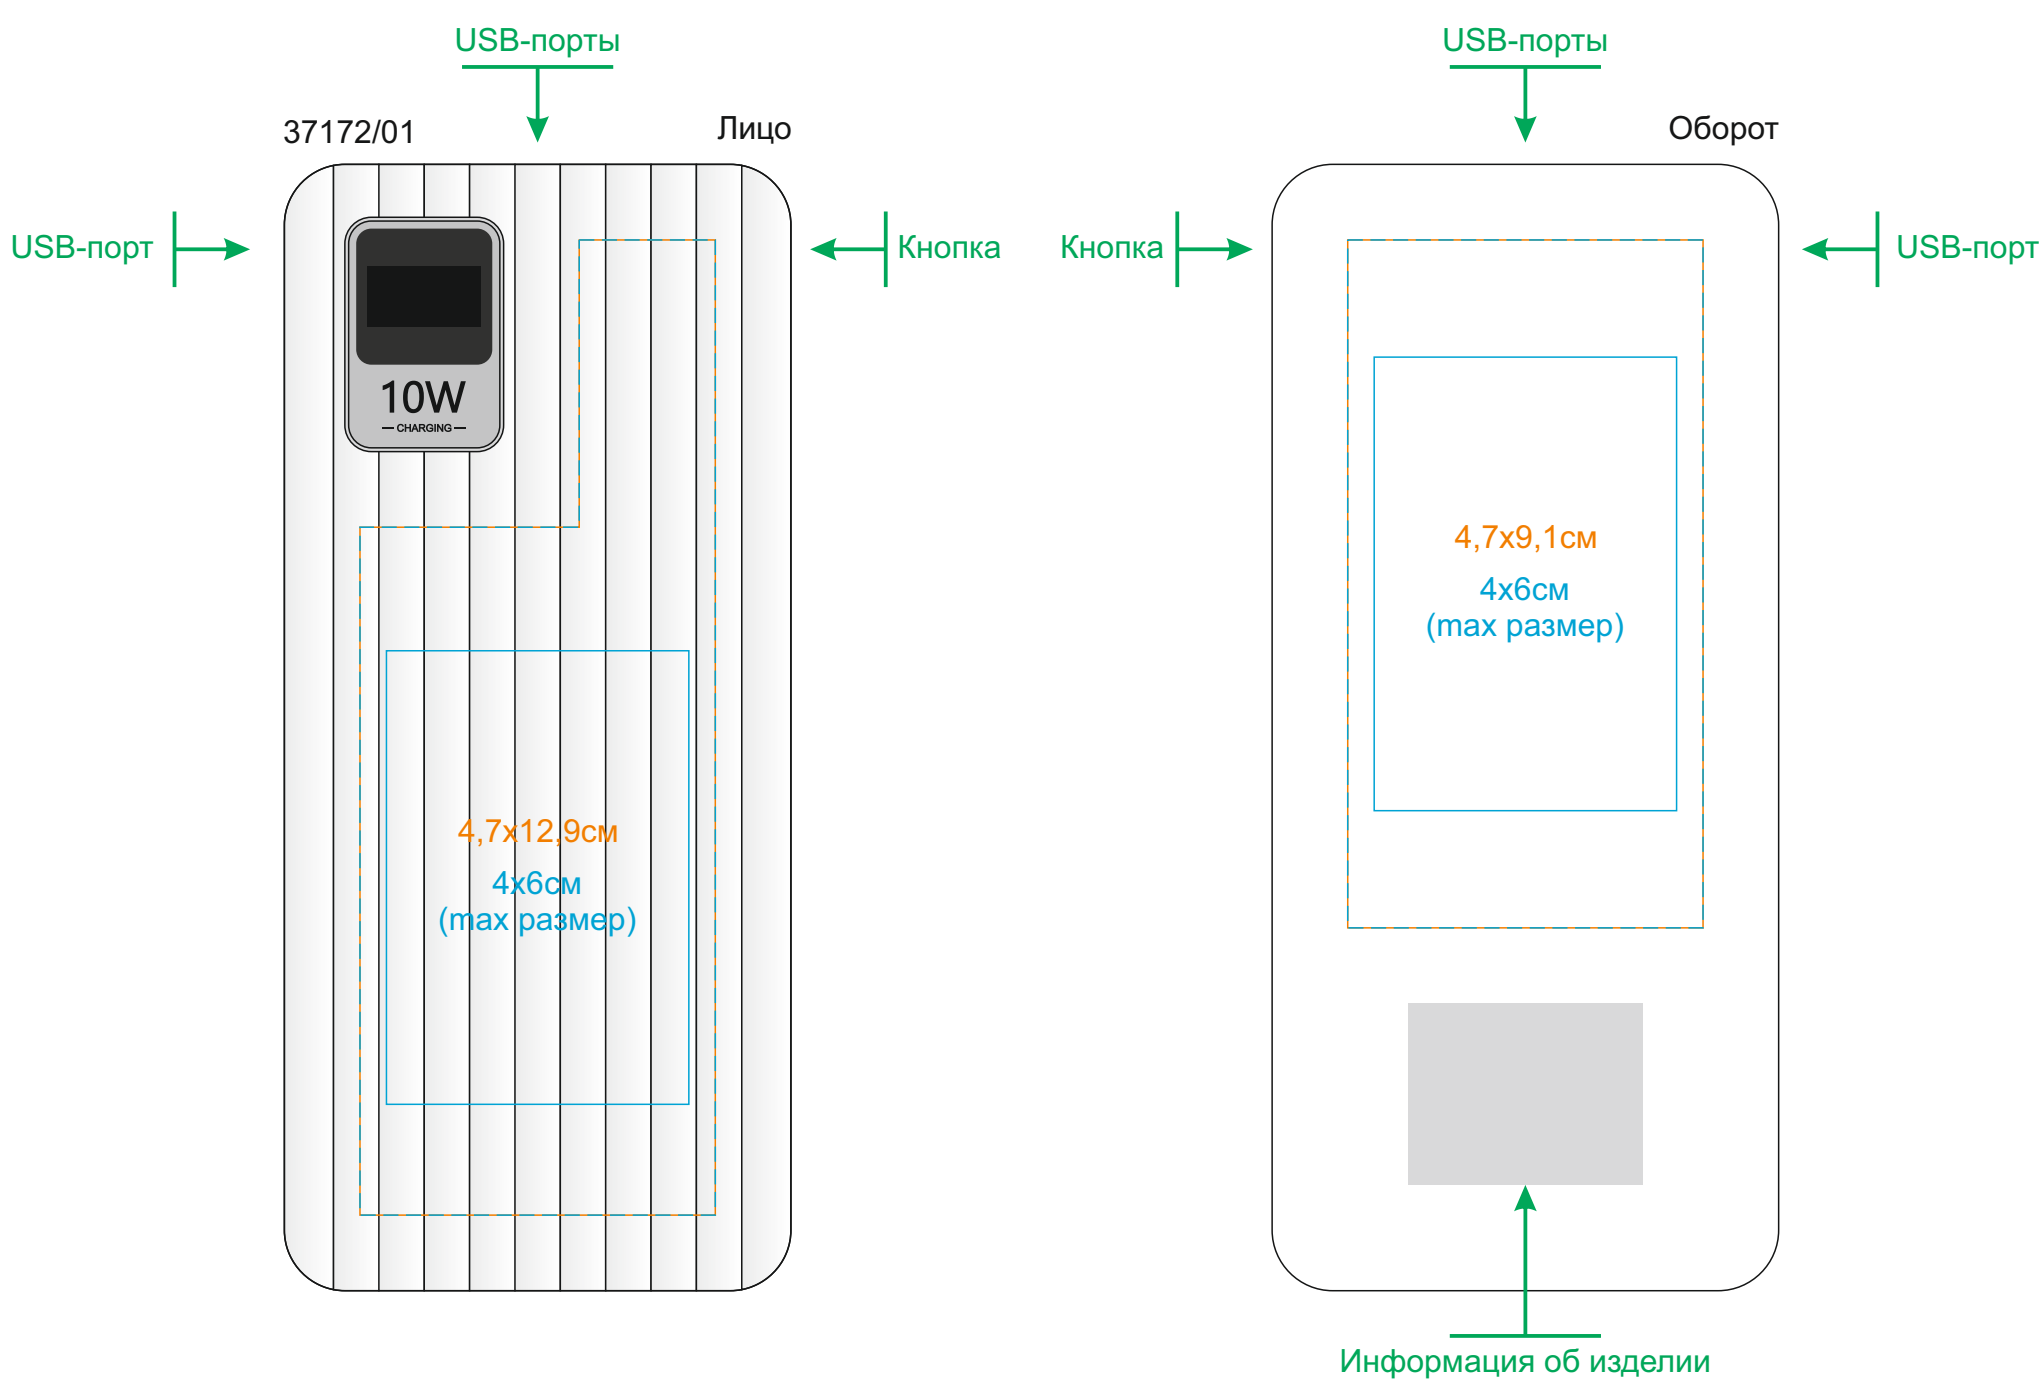 USB-порты
37172/01
Лицо
USB-порт
Кнопка
10W
CHARGING
4,7x12,9см
4x6см
(max размер)
USB-порты
Оборот
Кнопка
USB-порт
4,7x9,1см
4x6см
(max размер)
Информация об изделии